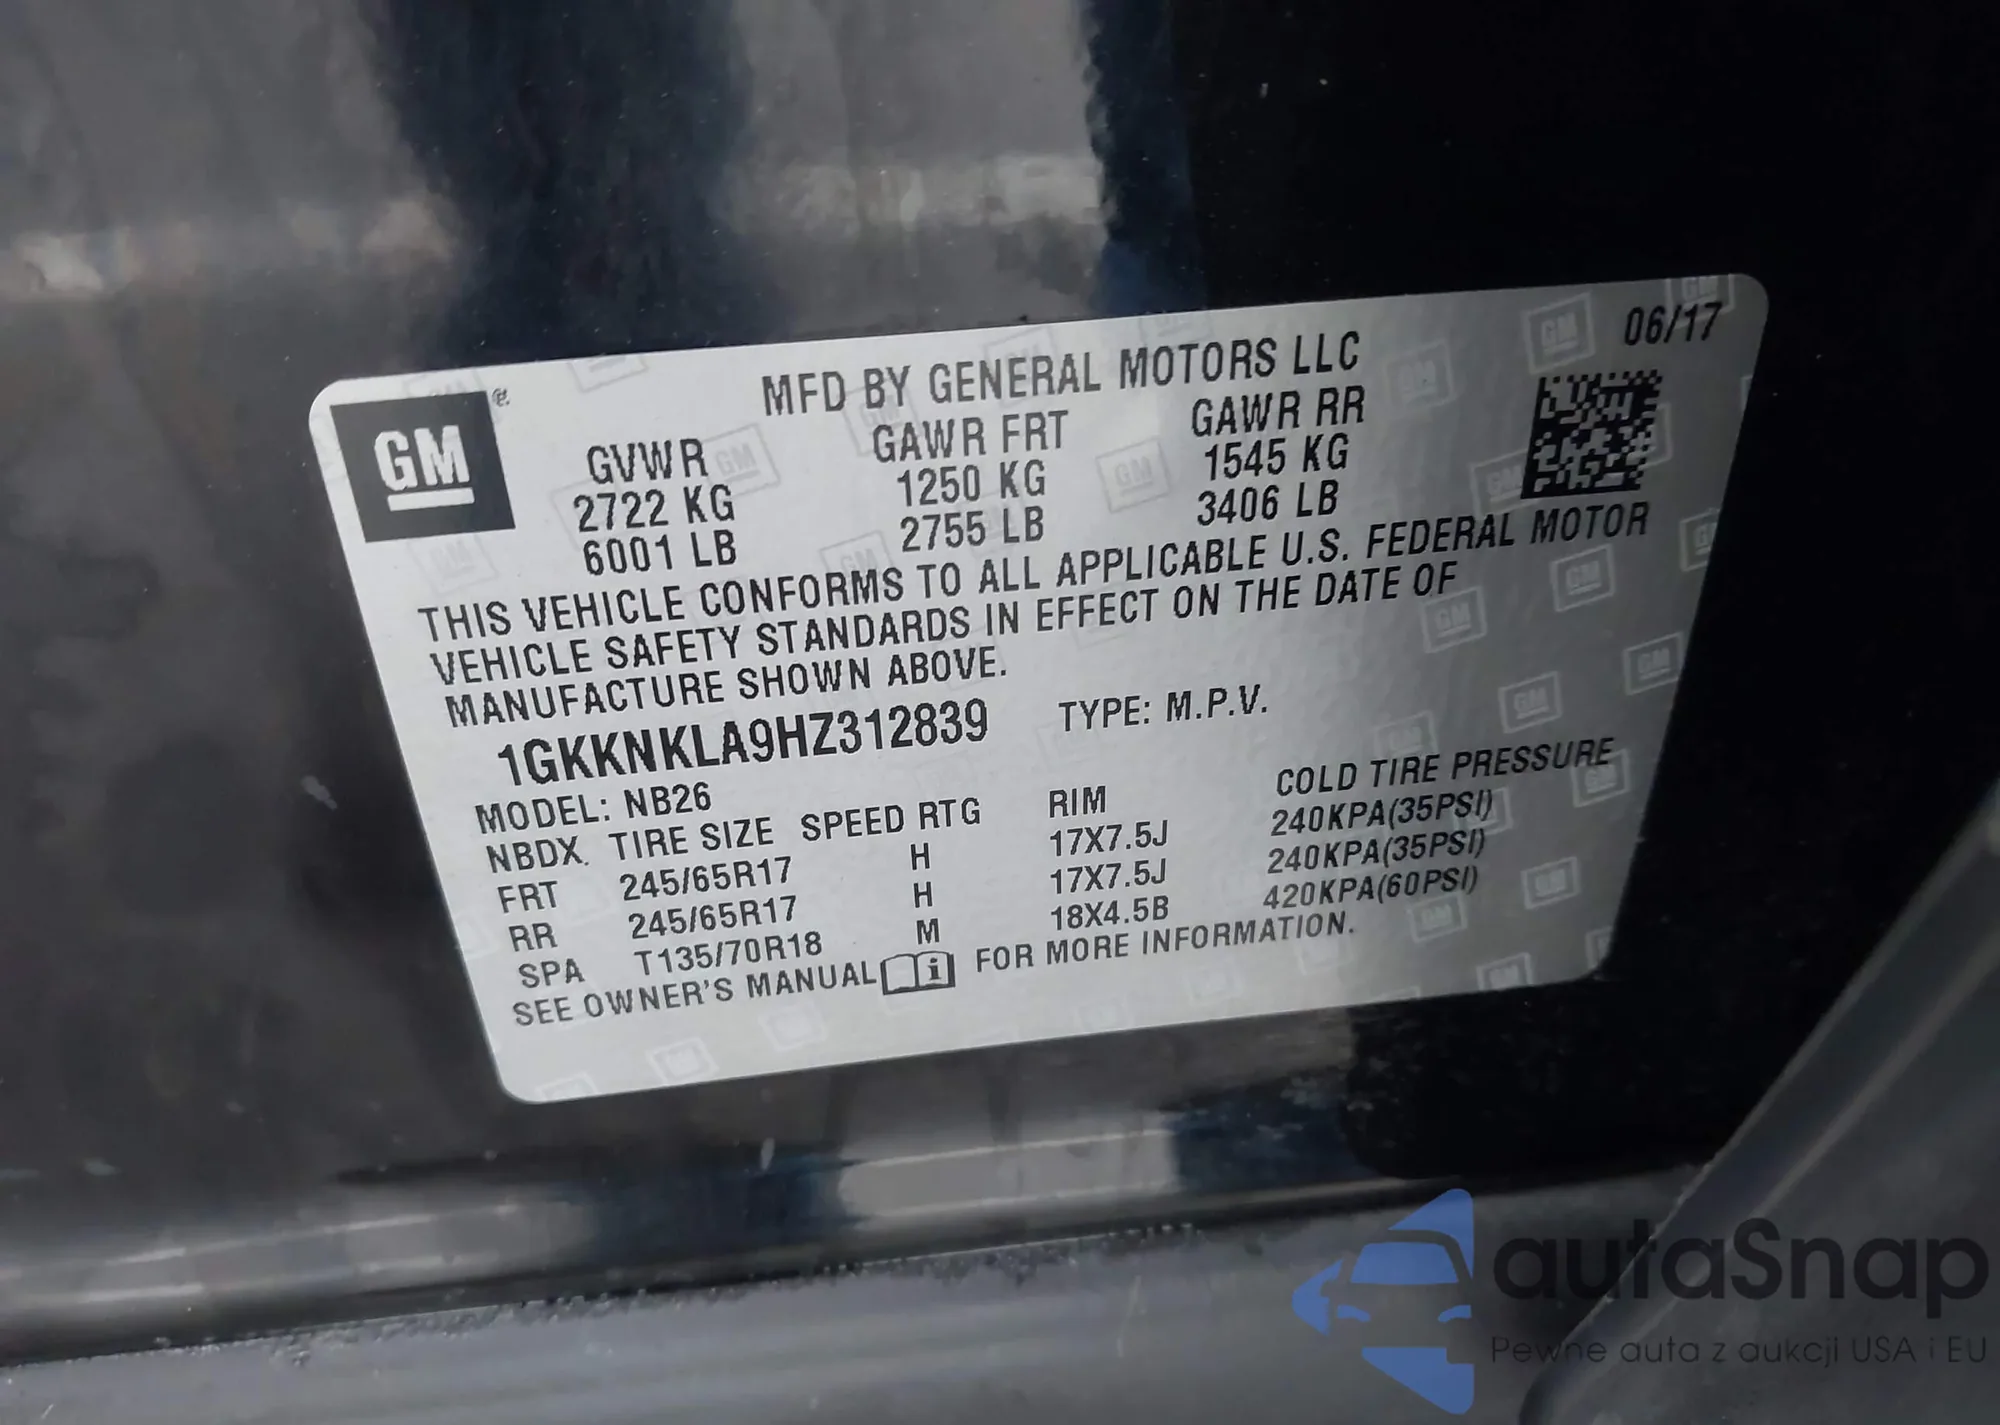 06/17
MFD BY GENERAL MOTORS LLC
GM
GVWR GAWR FRT GAWR RR
2722 KG 1250 KG 1545 KG
6001 LB 2755 LB 3406 LB
THIS VEHICLE CONFORMS TO ALL APPLICABLE U.S. FEDERAL MOTOR
VEHICLE SAFETY STANDARDS IN EFFECT ON THE DATE OF
MANUFACTURE SHOWN ABOVE.
1GKKNKLA9HZ312839 TYPE: M.P.V.
MODEL: NB26
NBDX. TIRE SIZE SPEED RTG RIM COLD TIRE PRESSURE
FRT 245/65R17 H 17X7.5J 240KPA(35PSI)
RR 245/65R17 H 17X7.5J 240KPA(35PSI)
SPA T135/70R18 M 18X4.5B 420KPA(60PSI)
SEE OWNER'S MANUAL i FOR MORE INFORMATION.
autaSnap
Pewne auta z aukcji USA i EU